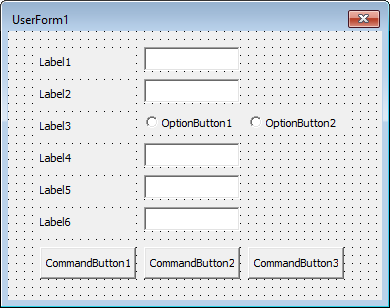 UserForm1
Label1
Label2
Label3 OptionButton1 OptionButton2
Label4
Label5
Label6
CommandButton1 CommandButton2 CommandButton3